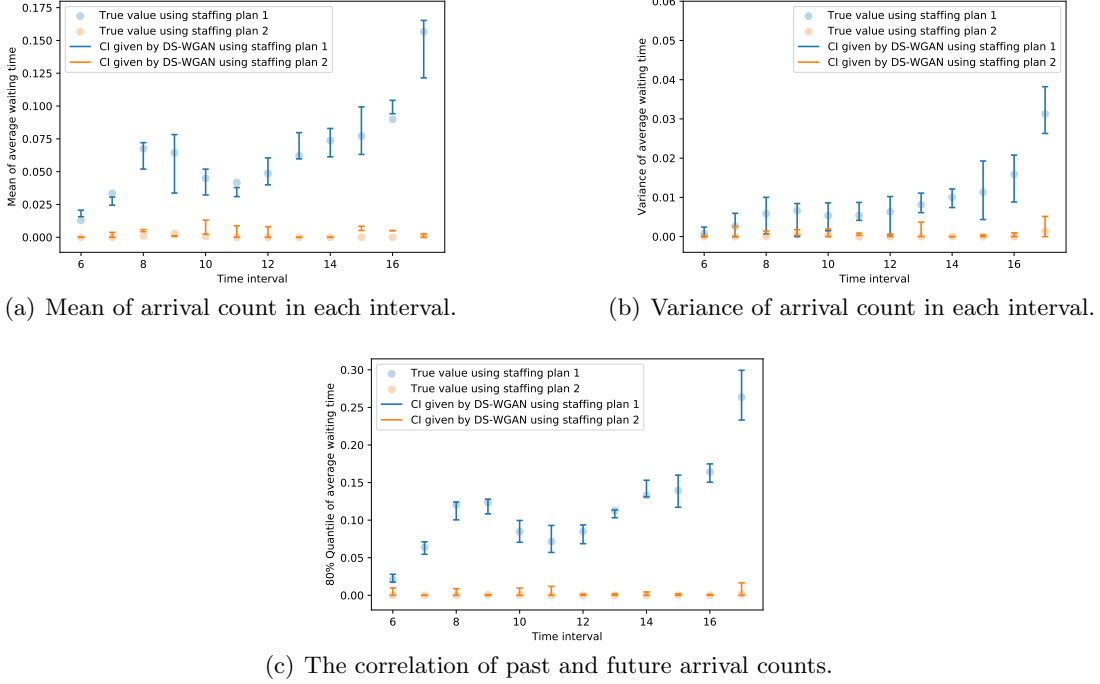 True value using staffing plan 1
True value using staffing plan 2
CI given by DS-WGAN using staffing plan 1
CI given by DS-WGAN using staffing plan 2
Mean of average waiting time
0.175
0.150
0.125
0.100
0.075
0.050
0.025
0.000
6 8 10 12 14 16
Time interval
(a) Mean of arrival count in each interval.
True value using staffing plan 1
True value using staffing plan 2
CI given by DS-WGAN using staffing plan 1
CI given by DS-WGAN using staffing plan 2
Variance of average waiting time
0.06
0.05
0.04
0.03
0.02
0.01
0.00
6 8 10 12 14 16
Time interval
(b) Variance of arrival count in each interval.
True value using staffing plan 1
True value using staffing plan 2
CI given by DS-WGAN using staffing plan 1
CI given by DS-WGAN using staffing plan 2
80% Quantile of average waiting time
0.30
0.25
0.20
0.15
0.10
0.05
0.00
6 8 10 12 14 16
Time interval
(c) The correlation of past and future arrival counts.